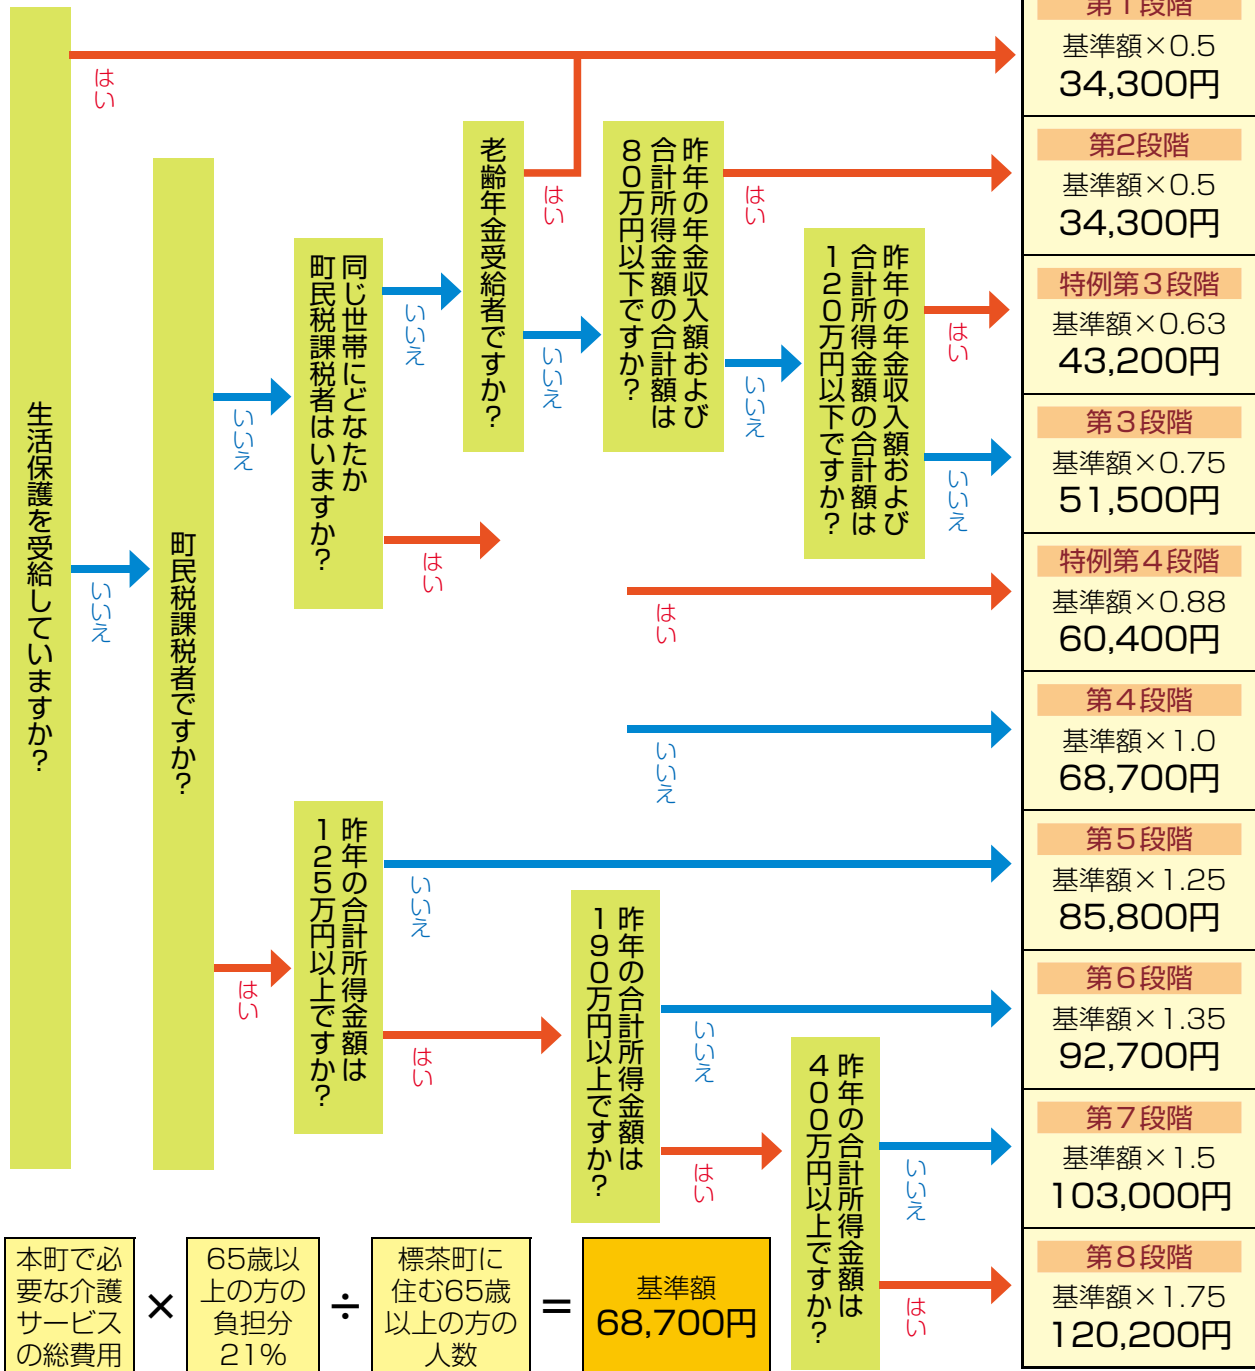 生活保護を受給していますか？
はい
いいえ
町民税課税者ですか？
いいえ
はい
同じ世帯にどなたか
町民税課税者はいますか？
いいえ
はい
老齢年金受給者ですか？
はい
いいえ
昨年の年金収入額および
合計所得金額の合計額は
８０万円以下ですか？
はい
いいえ
昨年の年金収入額および
合計所得金額の合計額は
１２０万円以下ですか？
はい
いいえ
はい
いいえ
昨年の合計所得金額は
１２５万円以上ですか？
いいえ
はい
昨年の合計所得金額は
１９０万円以上ですか？
いいえ
はい
昨年の合計所得金額は
４００万円以上ですか？
いいえ
はい
第１段階
基準額×0.5
34,300円
第2段階
基準額×0.5
34,300円
特例第３段階
基準額×0.63
43,200円
第３段階
基準額×0.75
51,500円
特例第４段階
基準額×0.88
60,400円
第４段階
基準額×1.0
68,700円
第５段階
基準額×1.25
85,800円
第６段階
基準額×1.35
92,700円
第７段階
基準額×1.5
103,000円
第８段階
基準額×1.75
120,200円
本町で必
要な介護
サービス
の総費用
×
65歳以
上の方の
負担分
21％
÷
標茶町に
住む65歳
以上の方の
人数
＝
基準額
68,700円